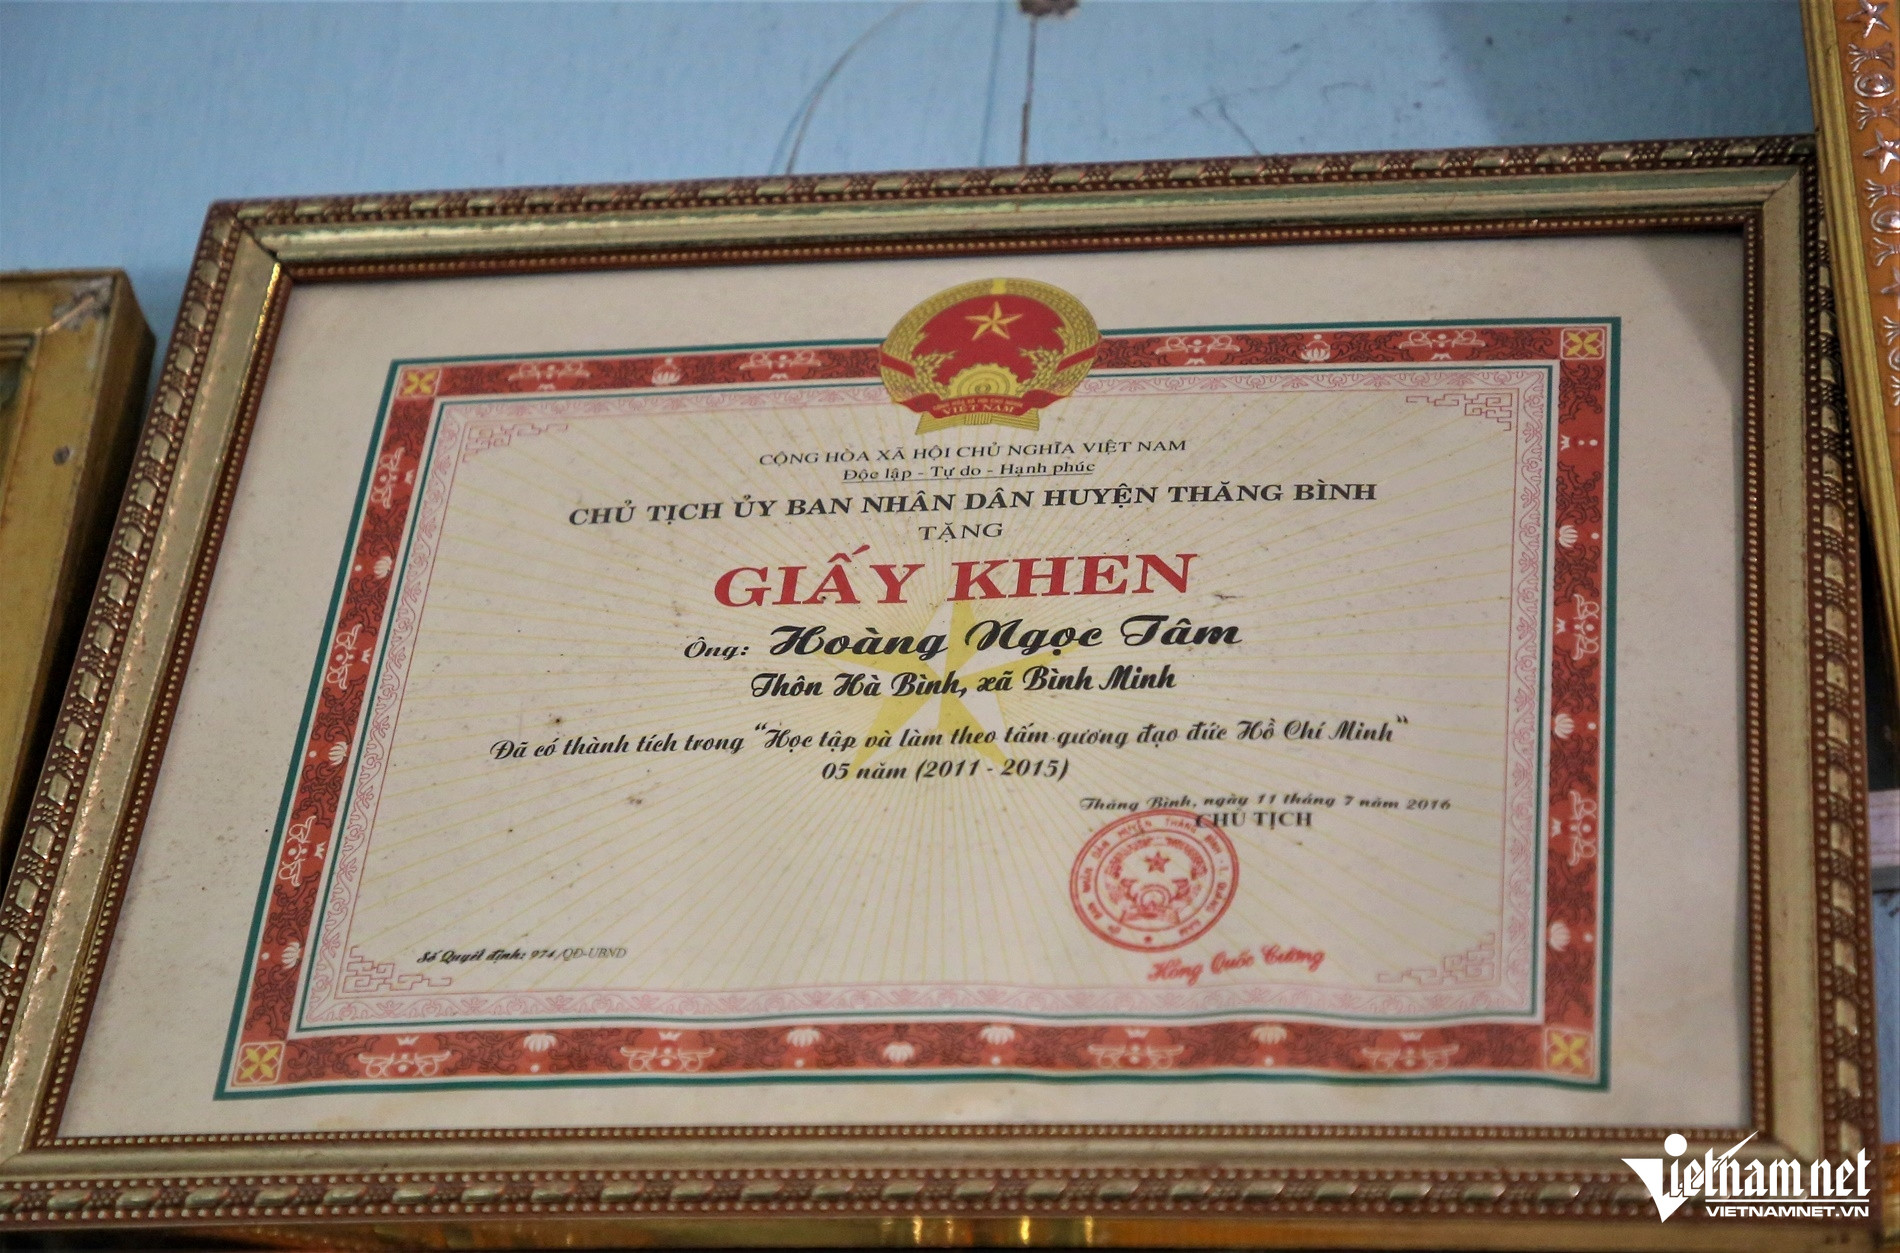 VIỆT NAM
CỘNG HÒA XÃ HỘI CHỦ NGHĨA VIỆT NAM
Độc lập - Tự do - Hạnh phúc
CHỦ TỊCH ỦY BAN NHÂN DÂN HUYỆN THĂNG BÌNH
TẶNG
GIẤY KHEN
Ông: Hoàng Ngọc Tâm
Thôn Hà Bình, xã Bình Minh
Đã có thành tích trong "Học tập và làm theo tấm gương đạo đức Hồ Chí Minh"
05 năm (2011 - 2015)
Thăng Bình, ngày 11 tháng 7 năm 2016
CHỦ TỊCH
Hồng Quốc Cường
Số Quyết định: 974/QĐ-UBND
Vietnamnet
VIETNAMNET.VN